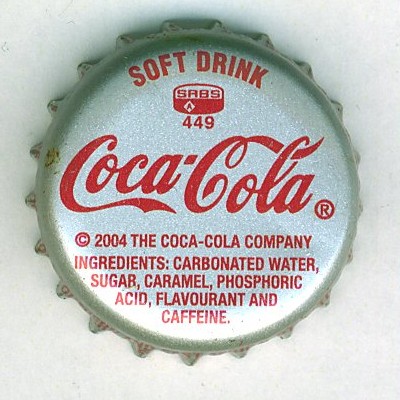 SOFT DRINK
SABS
449
Coca-Cola ®
© 2004 THE COCA-COLA COMPANY
INGREDIENTS: CARBONATED WATER,
SUGAR, CARAMEL, PHOSPHORIC
ACID, FLAVOURANT AND
CAFFEINE.